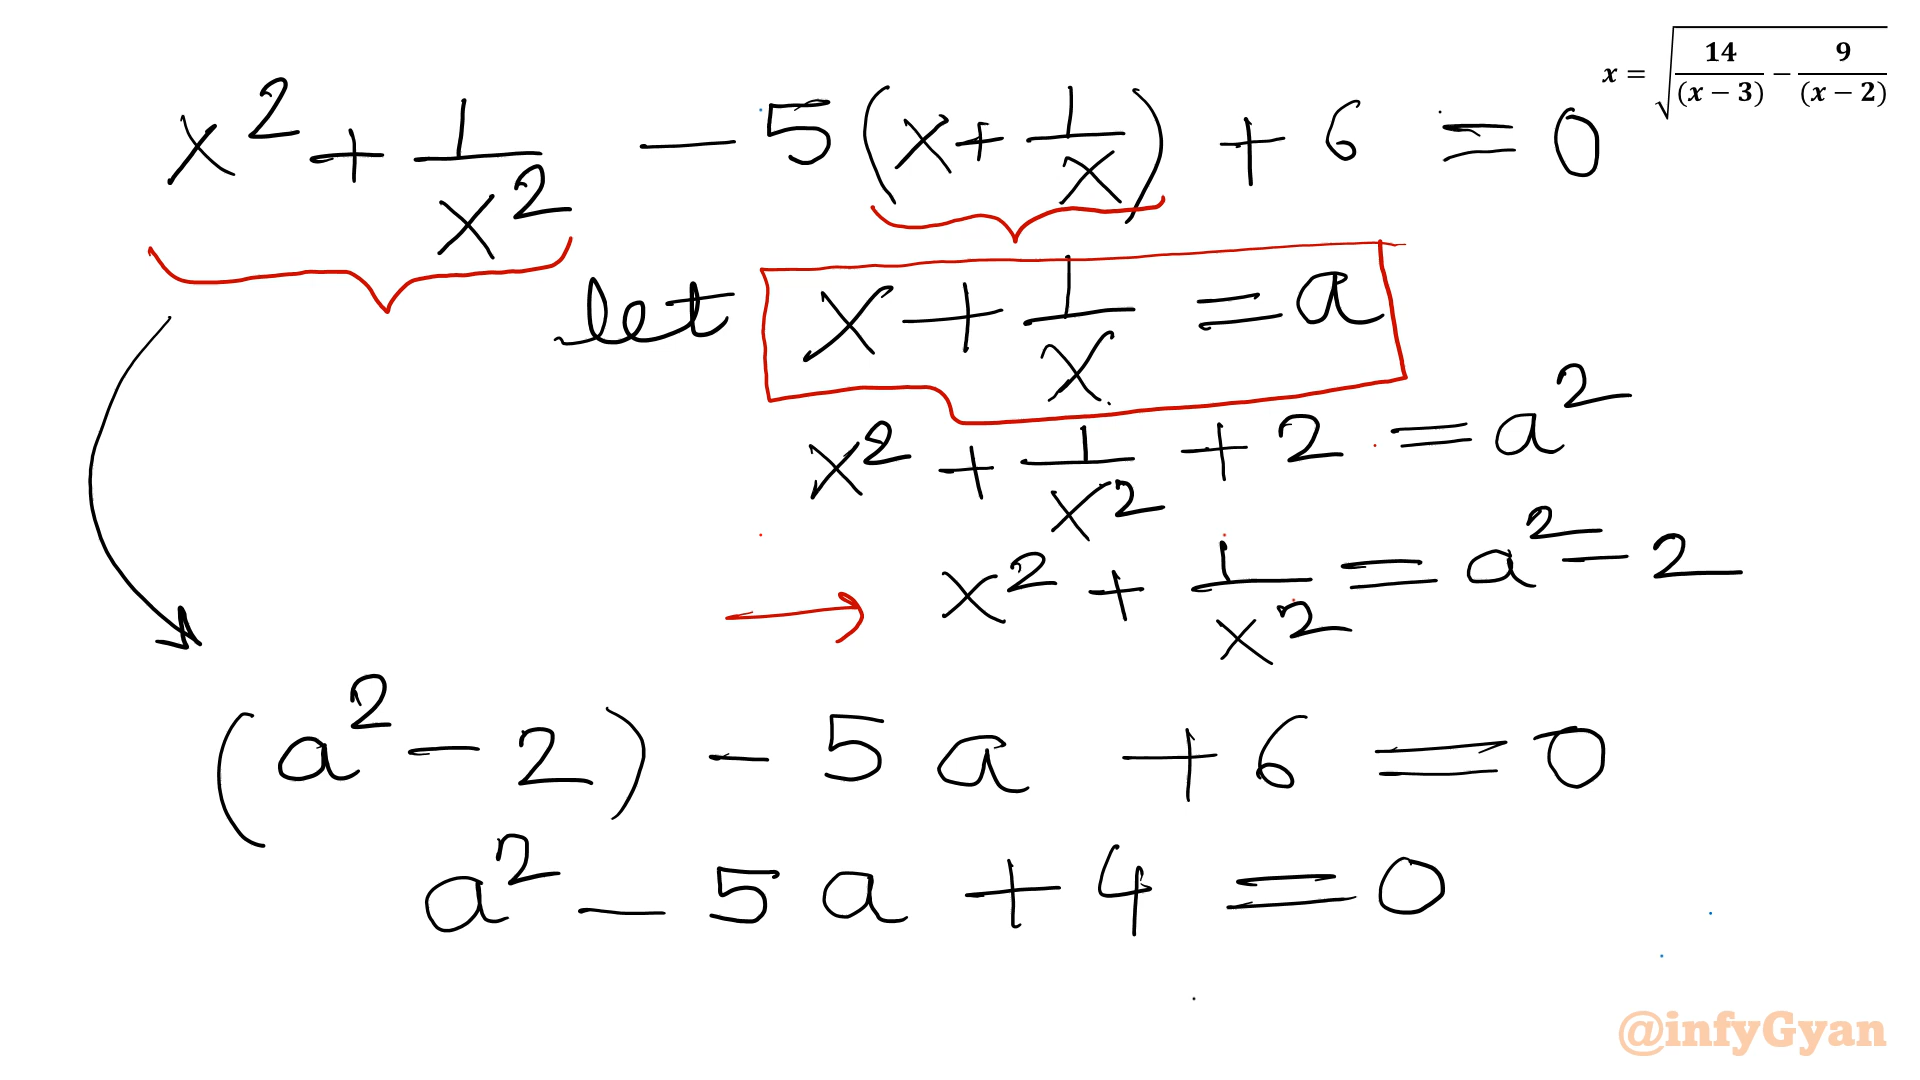 x = √(14/(x − 3) − 9/(x − 2))
x² + 1/x² − 5(x + 1/x) + 6 = 0
let x + 1/x = a
x² + 1/x² + 2 = a²
x² + 1/x² = a² − 2
(a² − 2) − 5a + 6 = 0
a² − 5a + 4 = 0
@infyGyan